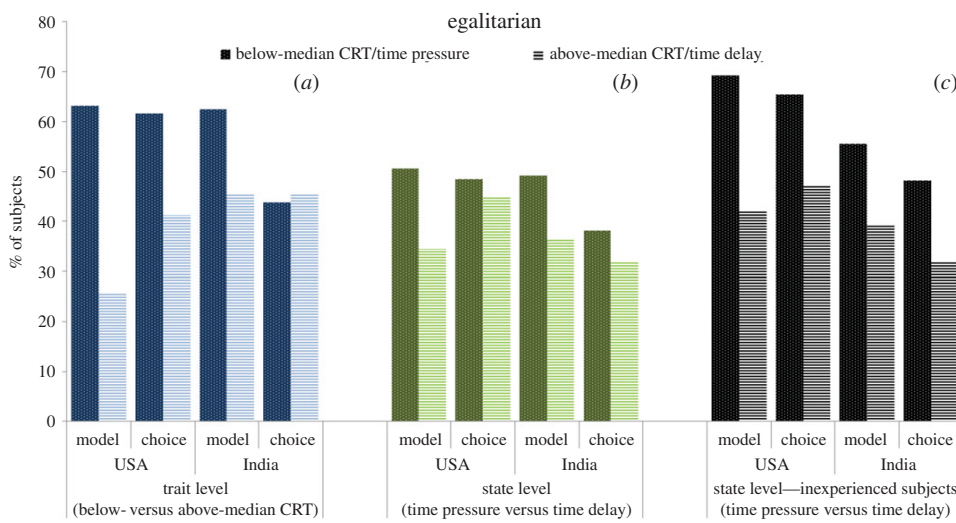 egalitarian
below-median CRT/time pressure above-median CRT/time delay
(a) (b) (c)
% of subjects
80
70
60
50
40
30
20
10
0
model choice model choice model choice model choice model choice model choice
USA India USA India USA India
trait level state level state level—inexperienced subjects
(below- versus above-median CRT) (time pressure versus time delay) (time pressure versus time delay)